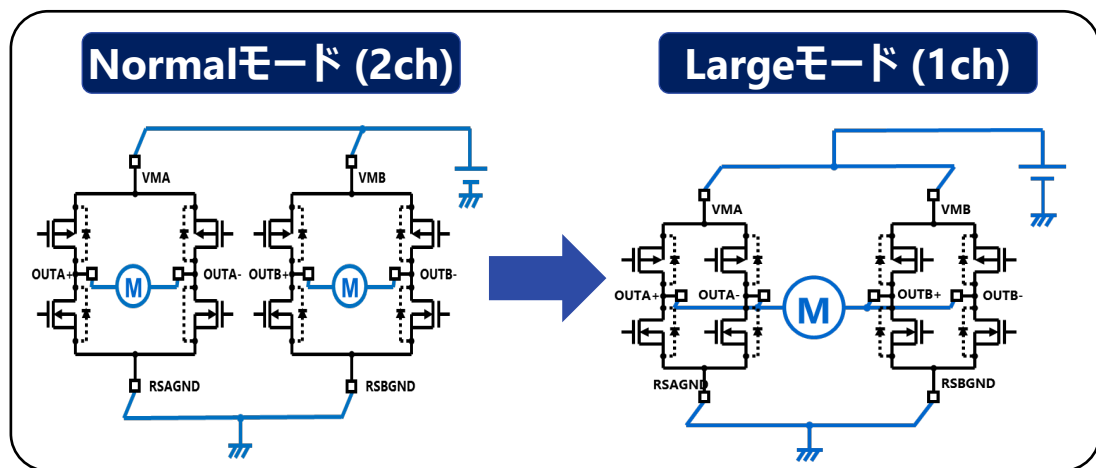 Normalモード (2ch)
Largeモード (1ch)
VMA
VMB
OUTA+
M
OUTA-
OUTB+
M
OUTB-
RSAGND
RSBGND
VMA
VMB
OUTA+
OUTA-
M
OUTB+
OUTB-
RSAGND
RSBGND